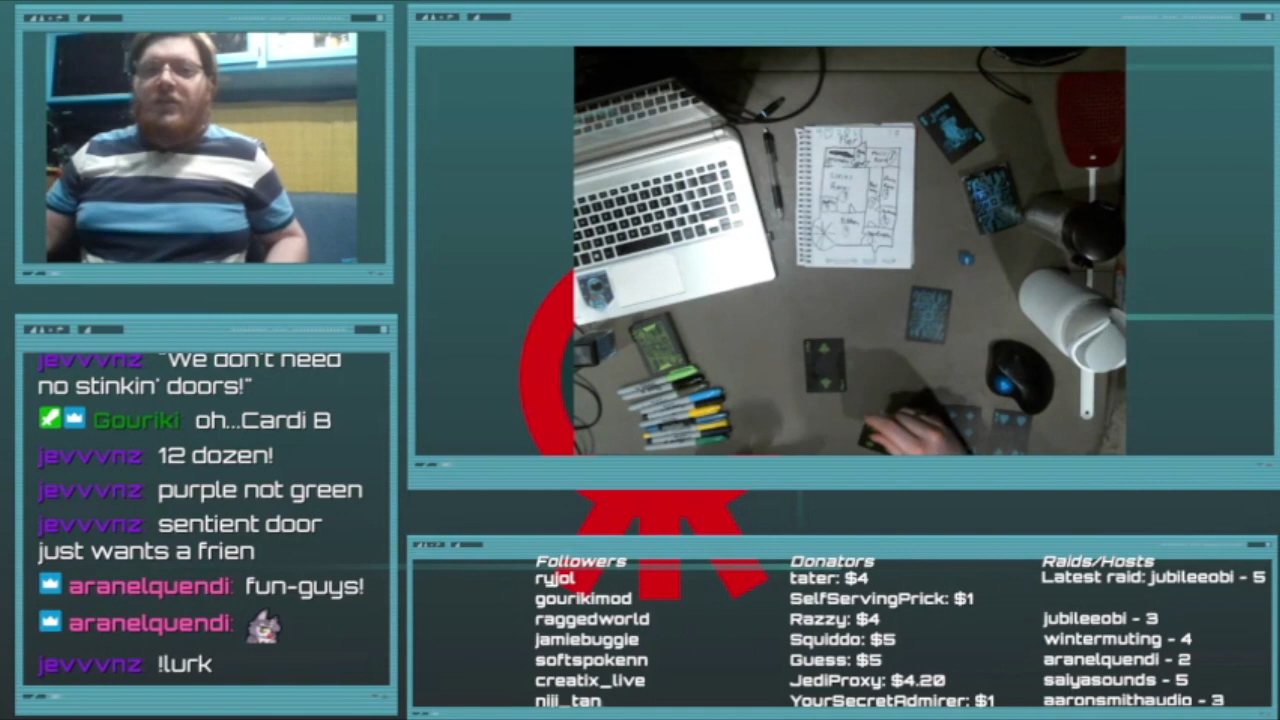 jevvvnz "We don't need
no stinkin' doors!"
Gouriki oh...Cardi B
jevvvnz 12 dozen!
jevvvnz purple not green
jevvvnz sentient door
just wants a frien
aranelquendi: fun-guys!
aranelquendi:
jevvvnz !lurk
Followers
ryjol
gourikimod
raggedworld
jamiebuggie
softspokenn
creatix_live
niji_tan
Donators
tater: $4
SelfServingPrick: $1
Razzy: $4
Squiddo: $5
Guess: $5
JediProxy: $4.20
YourSecretAdmirer: $1
Raids/Hosts
Latest raid: jubileeobi - 5
jubileeobi - 3
wintermuting - 4
aranelquendi - 2
saiyasounds - 5
aaronsmithaudio - 3